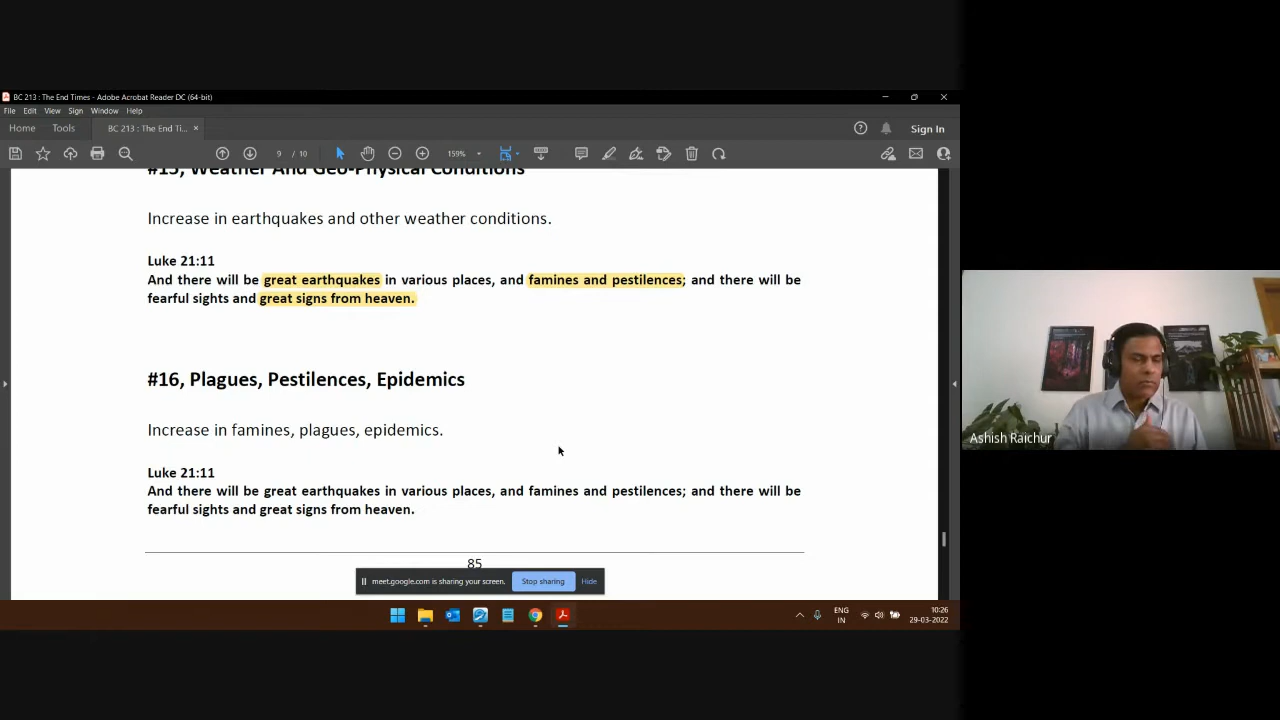 BC 213 : The End Times - Adobe Acrobat Reader DC (64-bit)
File Edit View Sign Window Help
Home Tools BC 213 : The End Ti... × Sign In
9 / 10 159%
#15, Weather And Geo-Physical Conditions
Increase in earthquakes and other weather conditions.
Luke 21:11
And there will be great earthquakes in various places, and famines and pestilences; and there will be
fearful sights and great signs from heaven.
#16, Plagues, Pestilences, Epidemics
Increase in famines, plagues, epidemics.
Luke 21:11
And there will be great earthquakes in various places, and famines and pestilences; and there will be
fearful sights and great signs from heaven.
85
meet.google.com is sharing your screen. Stop sharing Hide
Ashish Raichur
ENG 10:26
IN 29-03-2022